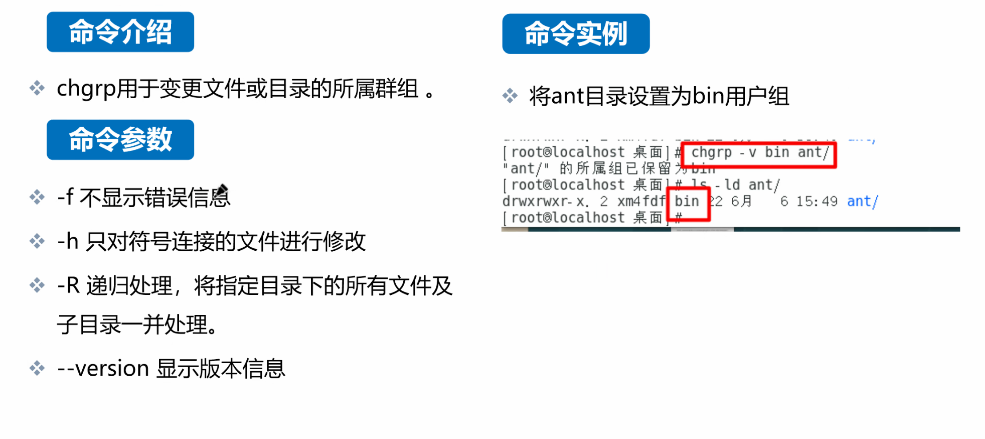 命令介绍
chgrp用于变更文件或目录的所属群组 。
命令参数
-f 不显示错误信息
-h 只对符号连接的文件进行修改
-R 递归处理，将指定目录下的所有文件及
子目录一并处理。
--version 显示版本信息
命令实例
将ant目录设置为bin用户组
[root@localhost 桌面]# chgrp -v bin ant/
"ant/" 的所属组已保留为bin
[root@localhost 桌面]# ls -ld ant/
drwxrwxr-x. 2 xm4fdf bin 22 6月 6 15:49 ant/
[root@localhost 桌面]#